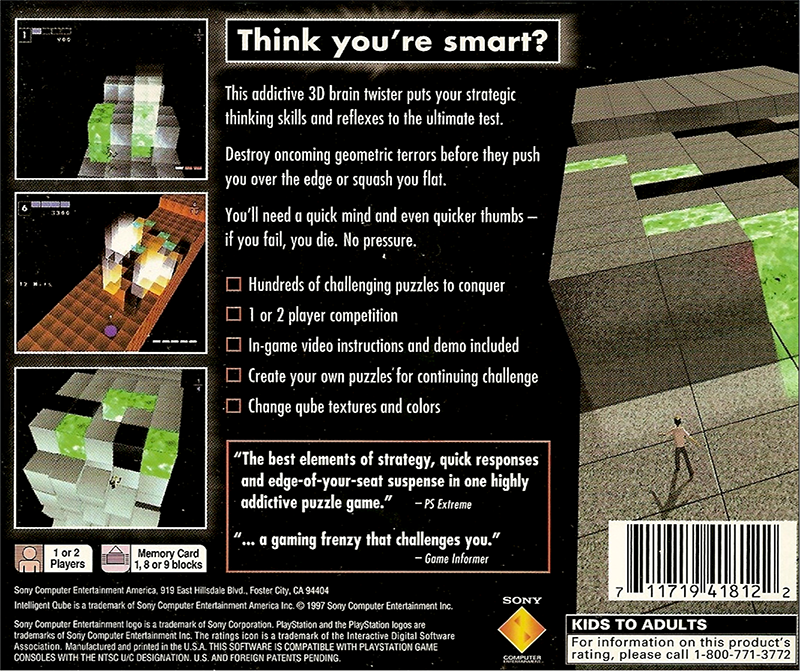 Think you're smart?
This addictive 3D brain twister puts your strategic
thinking skills and reflexes to the ultimate test.
Destroy oncoming geometric terrors before they push
you over the edge or squash you flat.
You'll need a quick mind and even quicker thumbs –
if you fail, you die. No pressure.
Hundreds of challenging puzzles to conquer
1 or 2 player competition
In-game video instructions and demo included
Create your own puzzles for continuing challenge
Change qube textures and colors
"The best elements of strategy, quick responses
and edge-of-your-seat suspense in one highly
addictive puzzle game." – PS Extreme
"... a gaming frenzy that challenges you."
– Game Informer
1
400
6
3300
1 or 2
Players
Memory Card
1, 8 or 9 blocks
Sony Computer Entertainment America, 919 East Hillsdale Blvd., Foster City, CA 94404
Intelligent Qube is a trademark of Sony Computer Entertainment America Inc. © 1997 Sony Computer Entertainment Inc.
Sony Computer Entertainment logo is a trademark of Sony Corporation. PlayStation and the PlayStation logos are
trademarks of Sony Computer Entertainment Inc. The ratings icon is a trademark of the Interactive Digital Software
Association. Manufactured and printed in the U.S.A. THIS SOFTWARE IS COMPATIBLE WITH PLAYSTATION GAME
CONSOLES WITH THE NTSC U/C DESIGNATION. U.S. AND FOREIGN PATENTS PENDING.
SONY
COMPUTER
ENTERTAINMENT
7 11719 41812 2
KIDS TO ADULTS
For information on this product's
rating, please call 1-800-771-3772